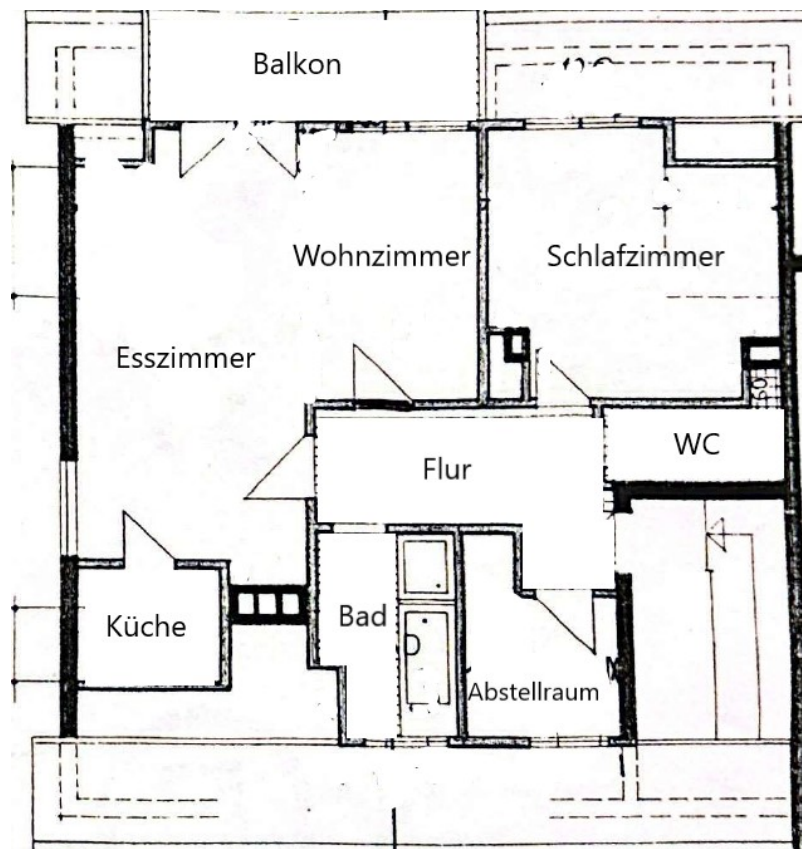 Balkon
Wohnzimmer
Schlafzimmer
Esszimmer
Flur
WC
Küche
Bad
Abstellraum